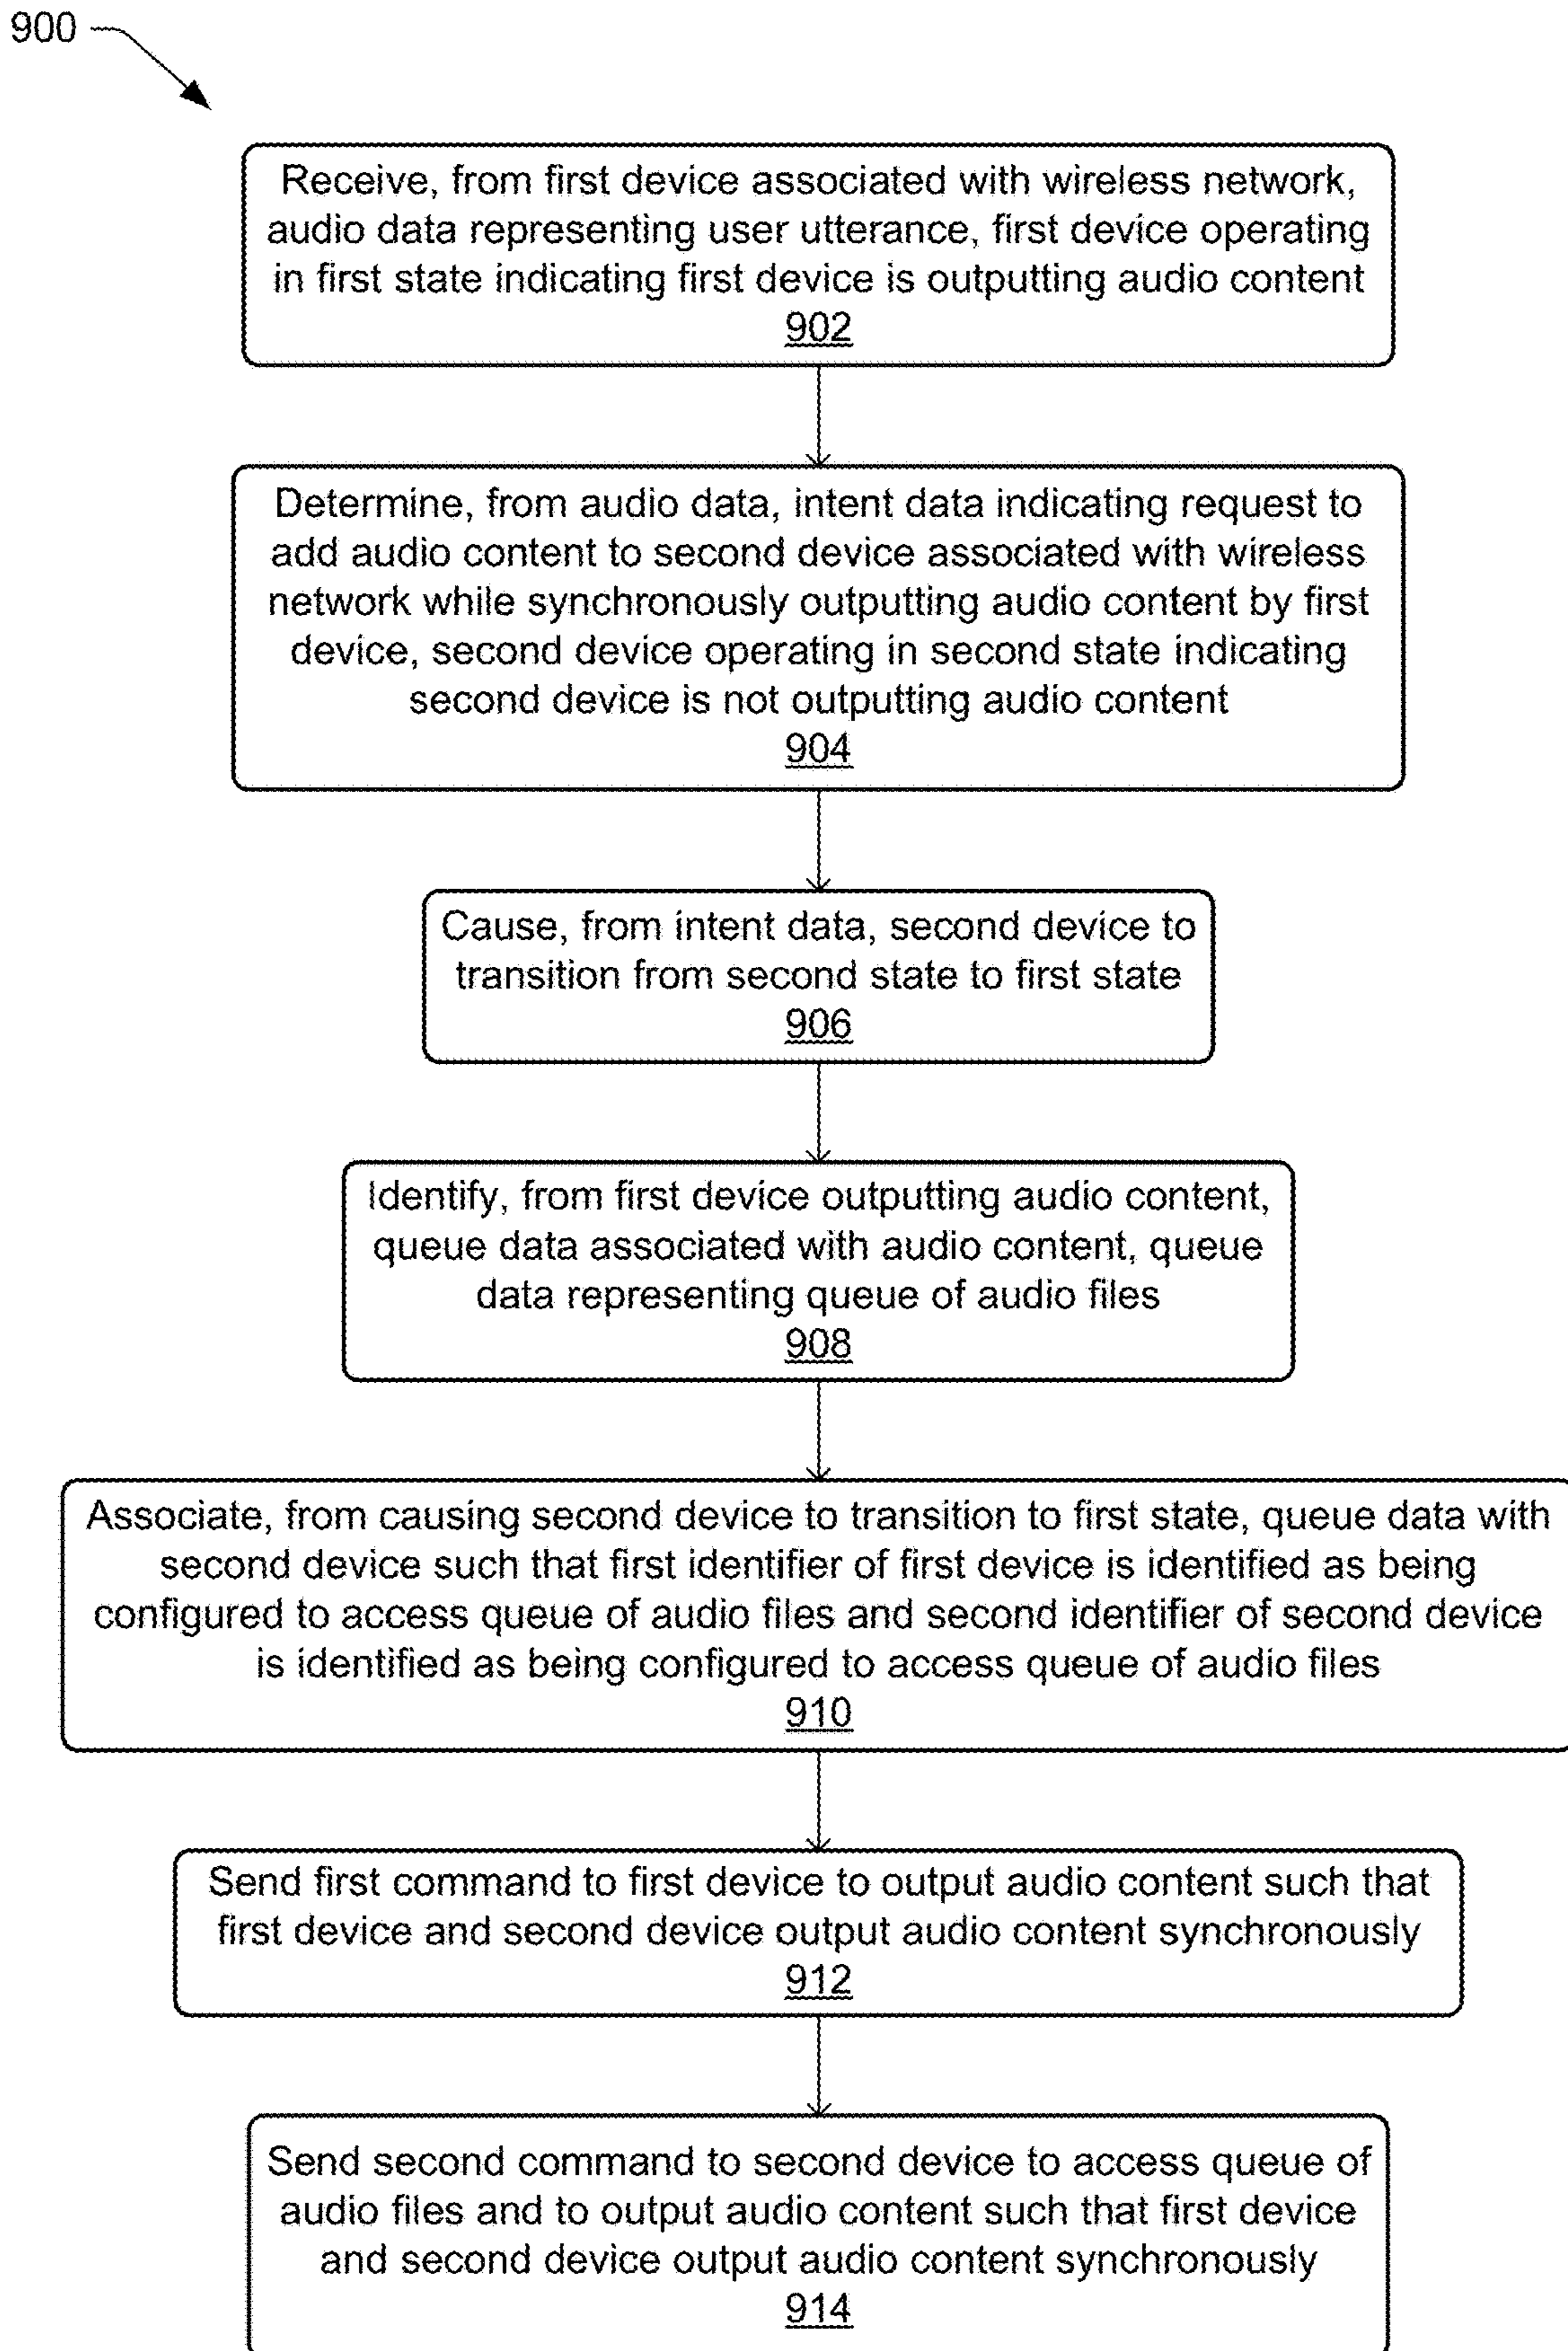 900
Receive, from first device associated with wireless network,
audio data representing user utterance, first device operating
in first state indicating first device is outputting audio content
902
Determine, from audio data, intent data indicating request to
add audio content to second device associated with wireless
network while synchronously outputting audio content by first
device, second device operating in second state indicating
second device is not outputting audio content
904
Cause, from intent data, second device to
transition from second state to first state
906
Identify, from first device outputting audio content,
queue data associated with audio content, queue
data representing queue of audio files
908
Associate, from causing second device to transition to first state, queue data with
second device such that first identifier of first device is identified as being
configured to access queue of audio files and second identifier of second device
is identified as being configured to access queue of audio files
910
Send first command to first device to output audio content such that
first device and second device output audio content synchronously
912
Send second command to second device to access queue of
audio files and to output audio content such that first device
and second device output audio content synchronously
914